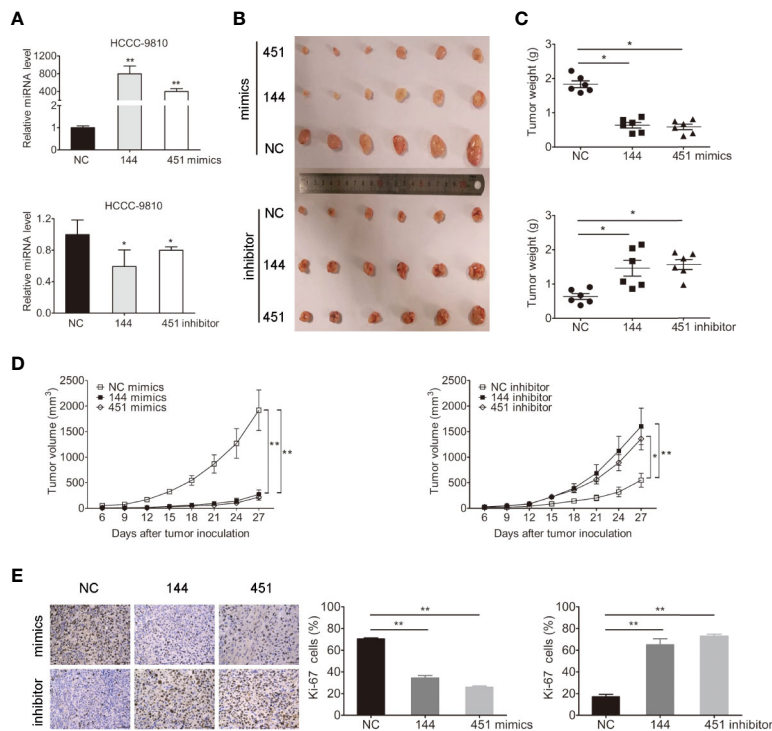 A
HCCC-9810
Relative miRNA level
800
400
**
**
2
1
0
NC
144
451 mimics
HCCC-9810
Relative miRNA level
1.2
0.8
0.4
0.0
*
*
NC
144
451 inhibitor
B
mimics
451
144
NC
inhibitor
NC
144
451
C
Tumor weight (g)
3
2
1
0
*
*
NC
144
451 mimics
Tumor weight (g)
3
2
1
0
*
*
NC
144
451 inhibitor
D
Tumor volume (mm3)
2500
2000
1500
1000
500
0
NC mimics
144 mimics
451 mimics
**
**
6 9 12 15 18 21 24 27
Days after tumor inoculation
Tumor volume (mm3)
2500
2000
1500
1000
500
0
NC inhibitor
144 inhibitor
451 inhibitor
*
**
6 9 12 15 18 21 24 27
Days after tumor inoculation
E
NC 144 451
mimics
inhibitor
Ki-67 cells (%)
100
80
60
40
20
0
**
**
NC
144
451 mimics
Ki-67 cells (%)
100
80
60
40
20
0
**
**
NC
144
451 inhibitor